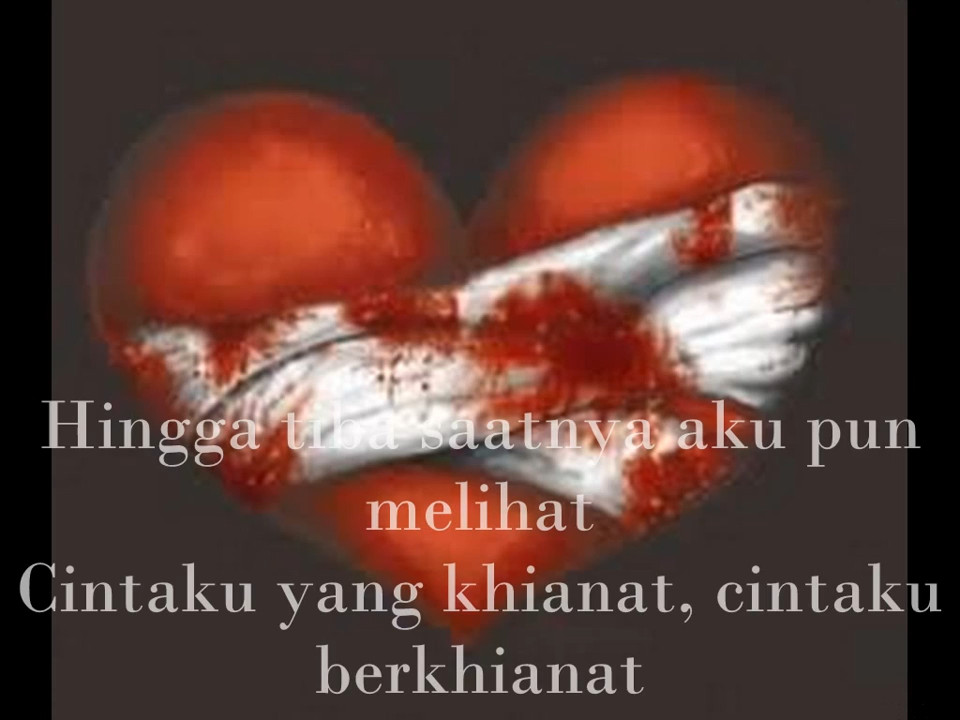 Hingga tiba saatnya aku pun
melihat
Cintaku yang khianat, cintaku
berkhianat